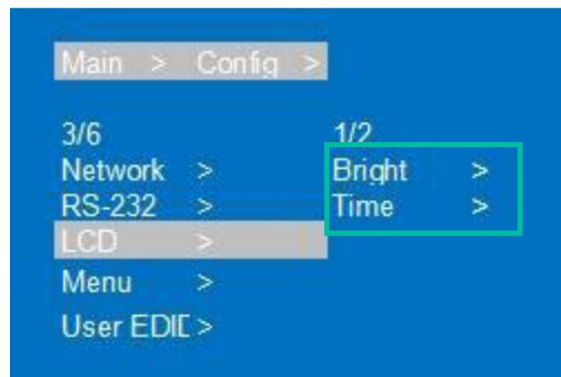 Main > Config >
3/6 1/2
Network > Bright >
RS-232 > Time >
LCD >
Menu >
User EDID >